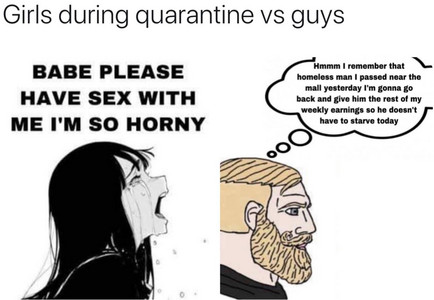 Girls during quarantine vs guys
BABE PLEASE
HAVE SEX WITH
ME I'M SO HORNY
Hmmm I remember that
homeless man I passed near the
mall yesterday I'm gonna go
back and give him the rest of my
weekly earnings so he doesn't
have to starve today